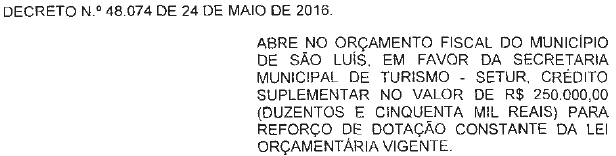 DECRETO N.º 48.074 DE 24 DE MAIO DE 2016.
ABRE NO ORÇAMENTO FISCAL DO MUNICÍPIO
DE SÃO LUÍS, EM FAVOR DA SECRETARIA
MUNICIPAL DE TURISMO - SETUR, CRÉDITO
SUPLEMENTAR NO VALOR DE R$ 250.000,00
(DUZENTOS E CINQUENTA MIL REAIS) PARA
REFORÇO DE DOTAÇÃO CONSTANTE DA LEI
ORÇAMENTÁRIA VIGENTE.